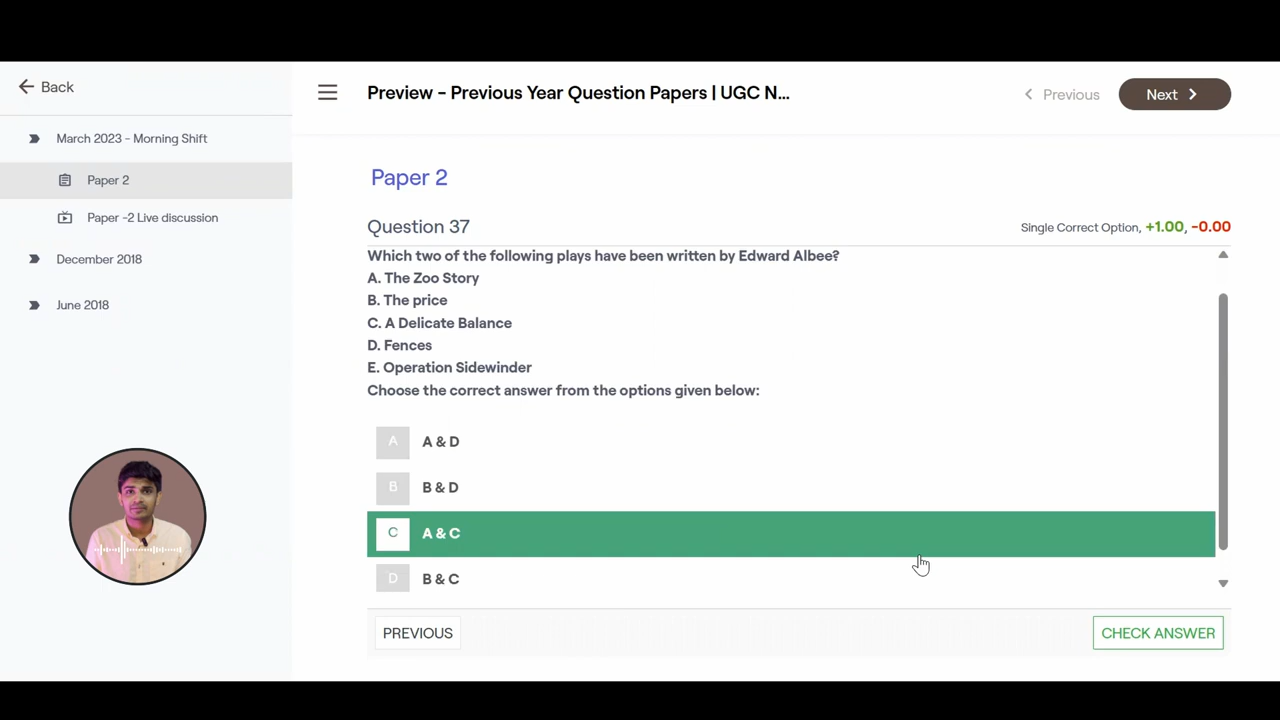 Back
Preview - Previous Year Question Papers | UGC N...
Previous
Next
March 2023 - Morning Shift
Paper 2
Paper -2 Live discussion
December 2018
June 2018
Paper 2
Question 37
Single Correct Option, +1.00, -0.00
Which two of the following plays have been written by Edward Albee?
A. The Zoo Story
B. The price
C. A Delicate Balance
D. Fences
E. Operation Sidewinder
Choose the correct answer from the options given below:
A A & D
B B & D
C A & C
D B & C
PREVIOUS
CHECK ANSWER